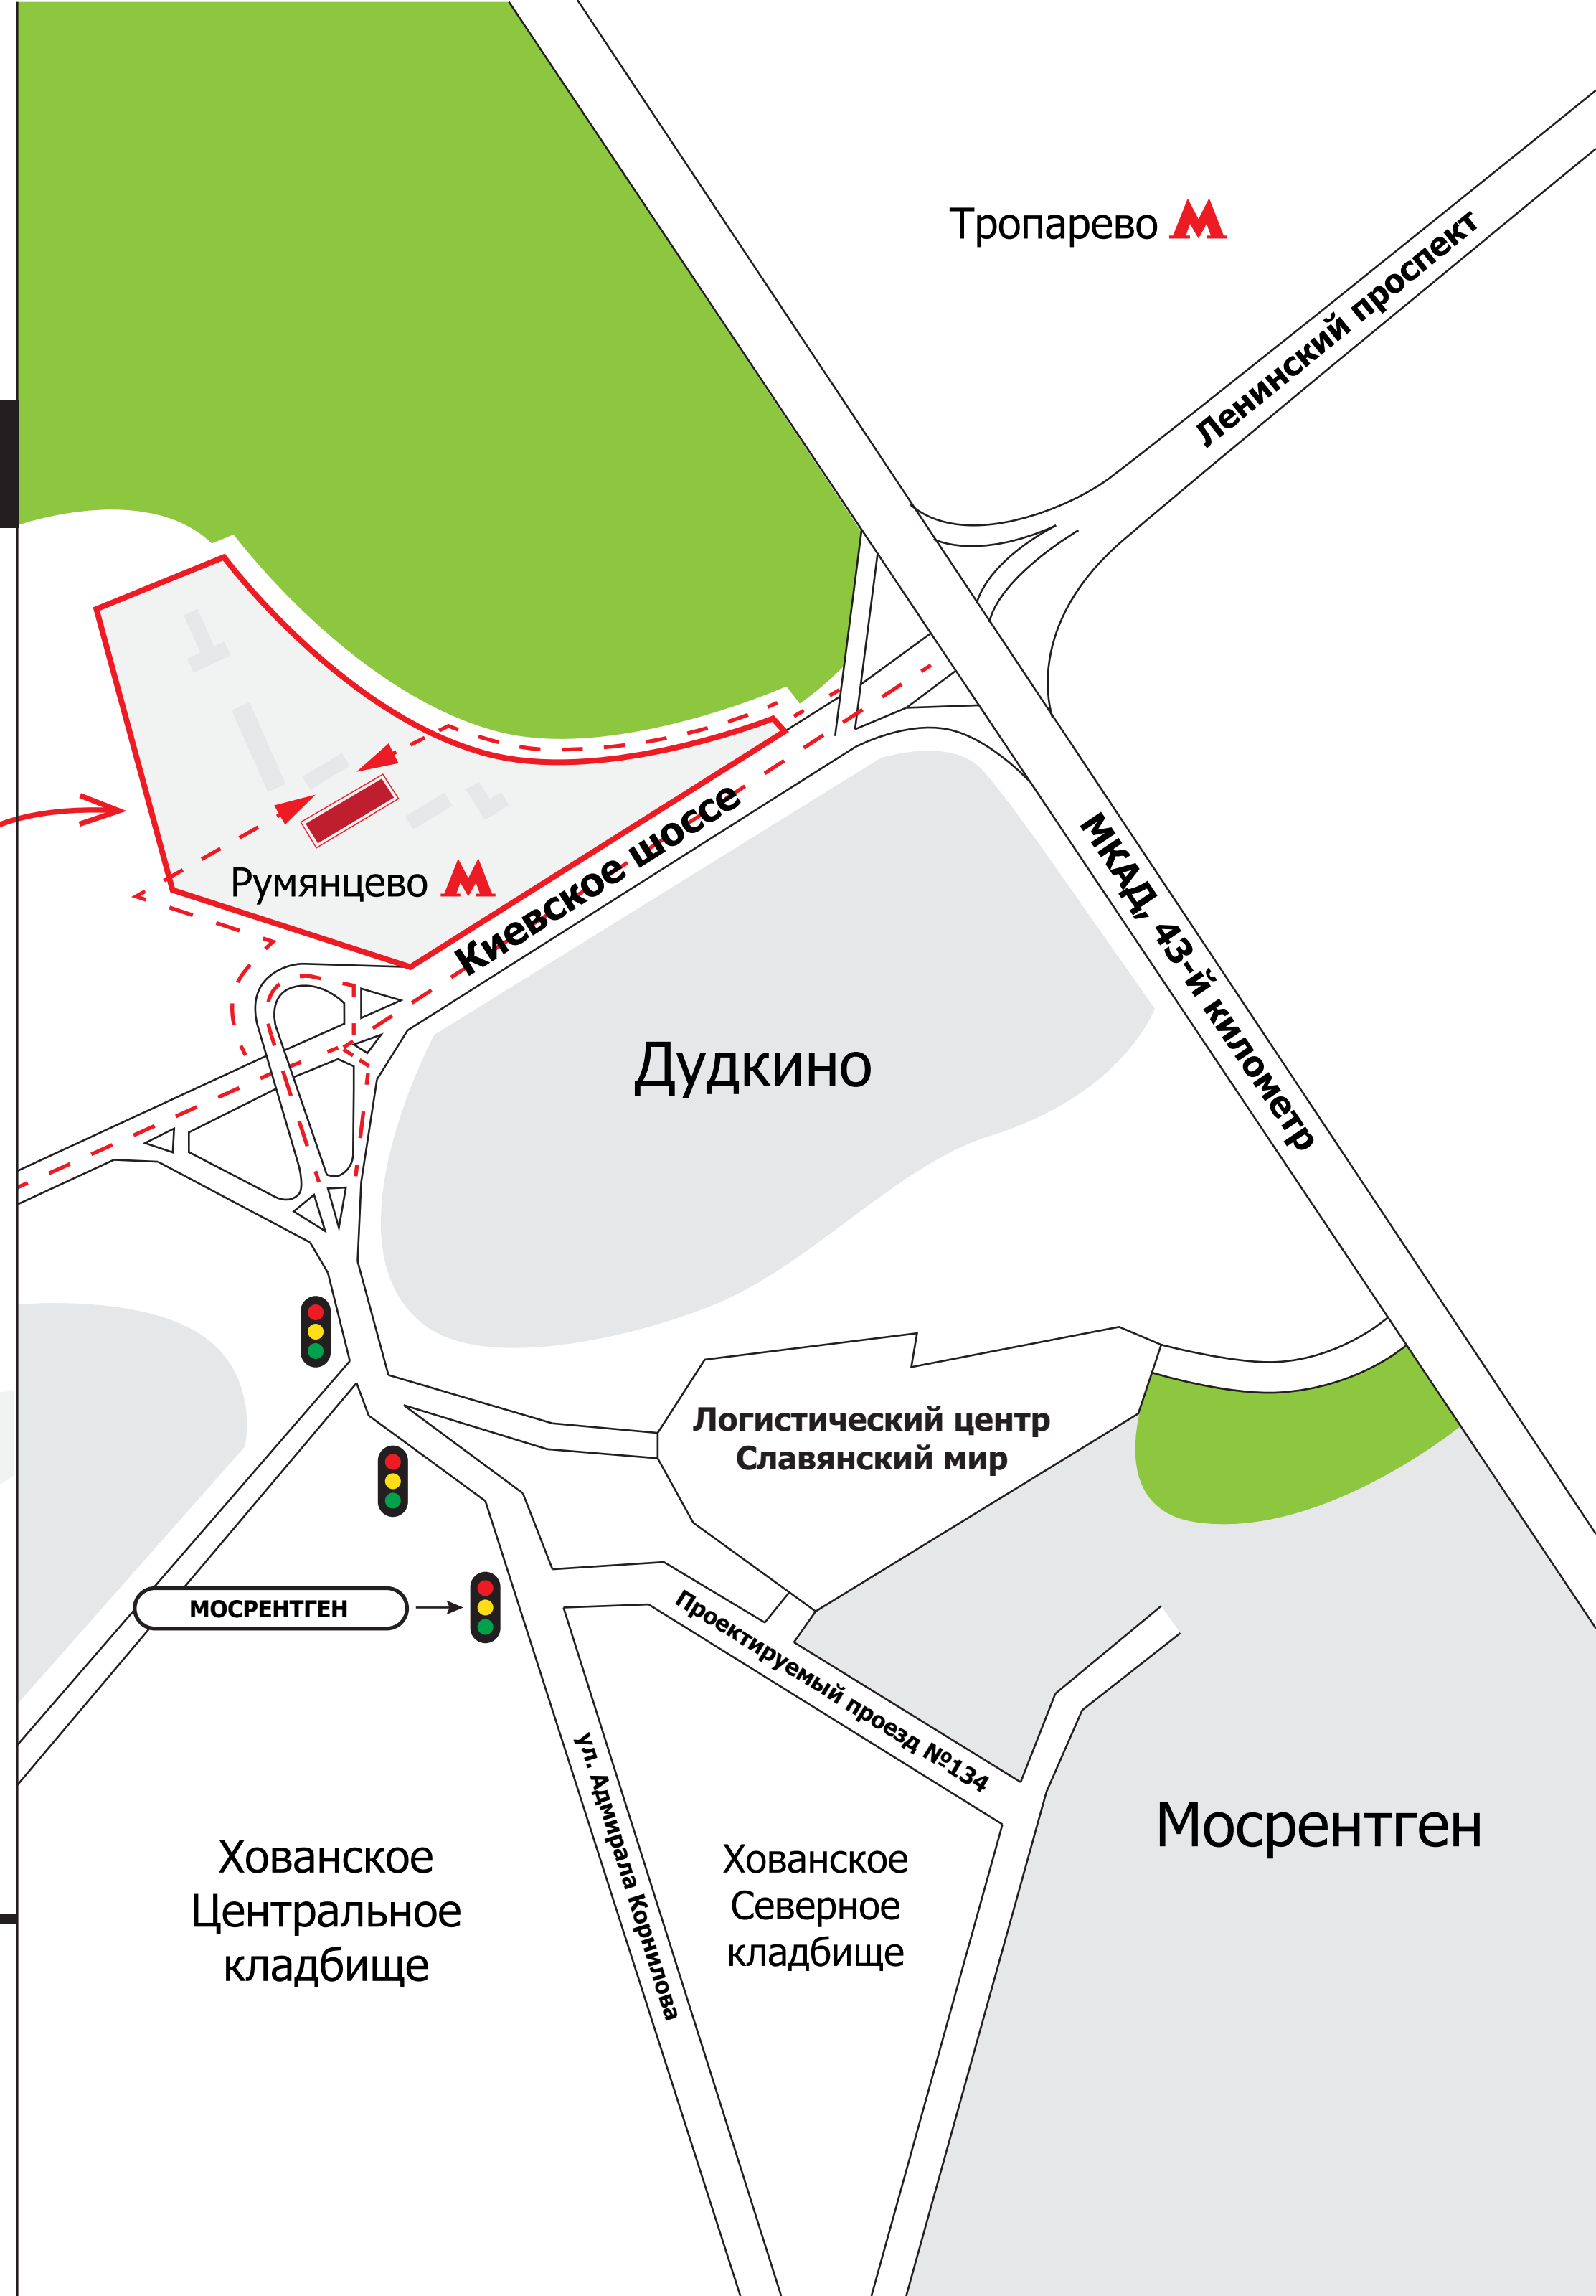 Тропарево
Ленинский проспект
Румянцево
Киевское шоссе
МКАД, 43-й километр
Дудкино
Логистический центр
Славянский мир
МОСРЕНТГЕН
Проектируемый проезд №134
ул. Адмирала Корнилова
Мосрентген
Хованское
Центральное
кладбище
Хованское
Северное
кладбище